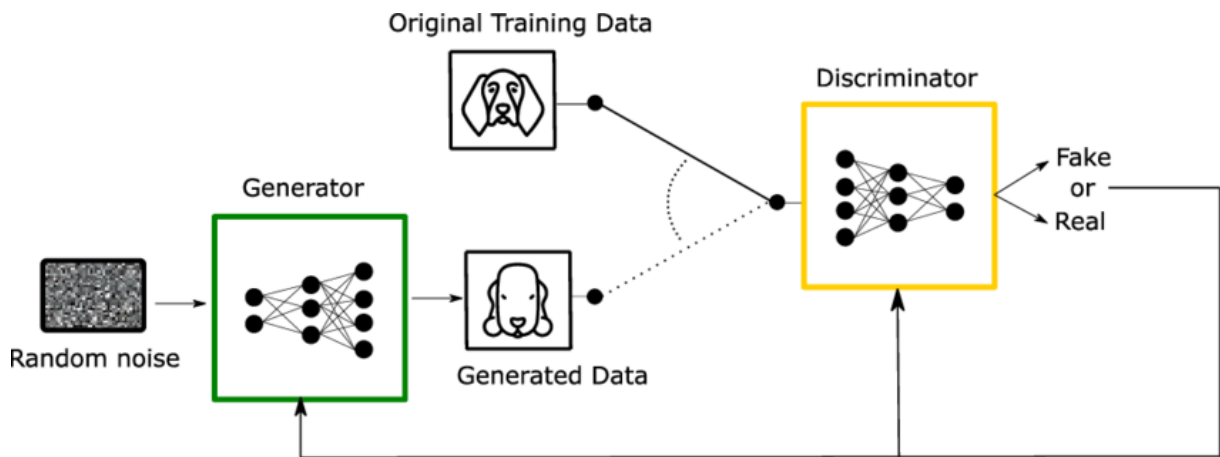 Original Training Data
Discriminator
Generator
Fake
or
Real
Random noise
Generated Data